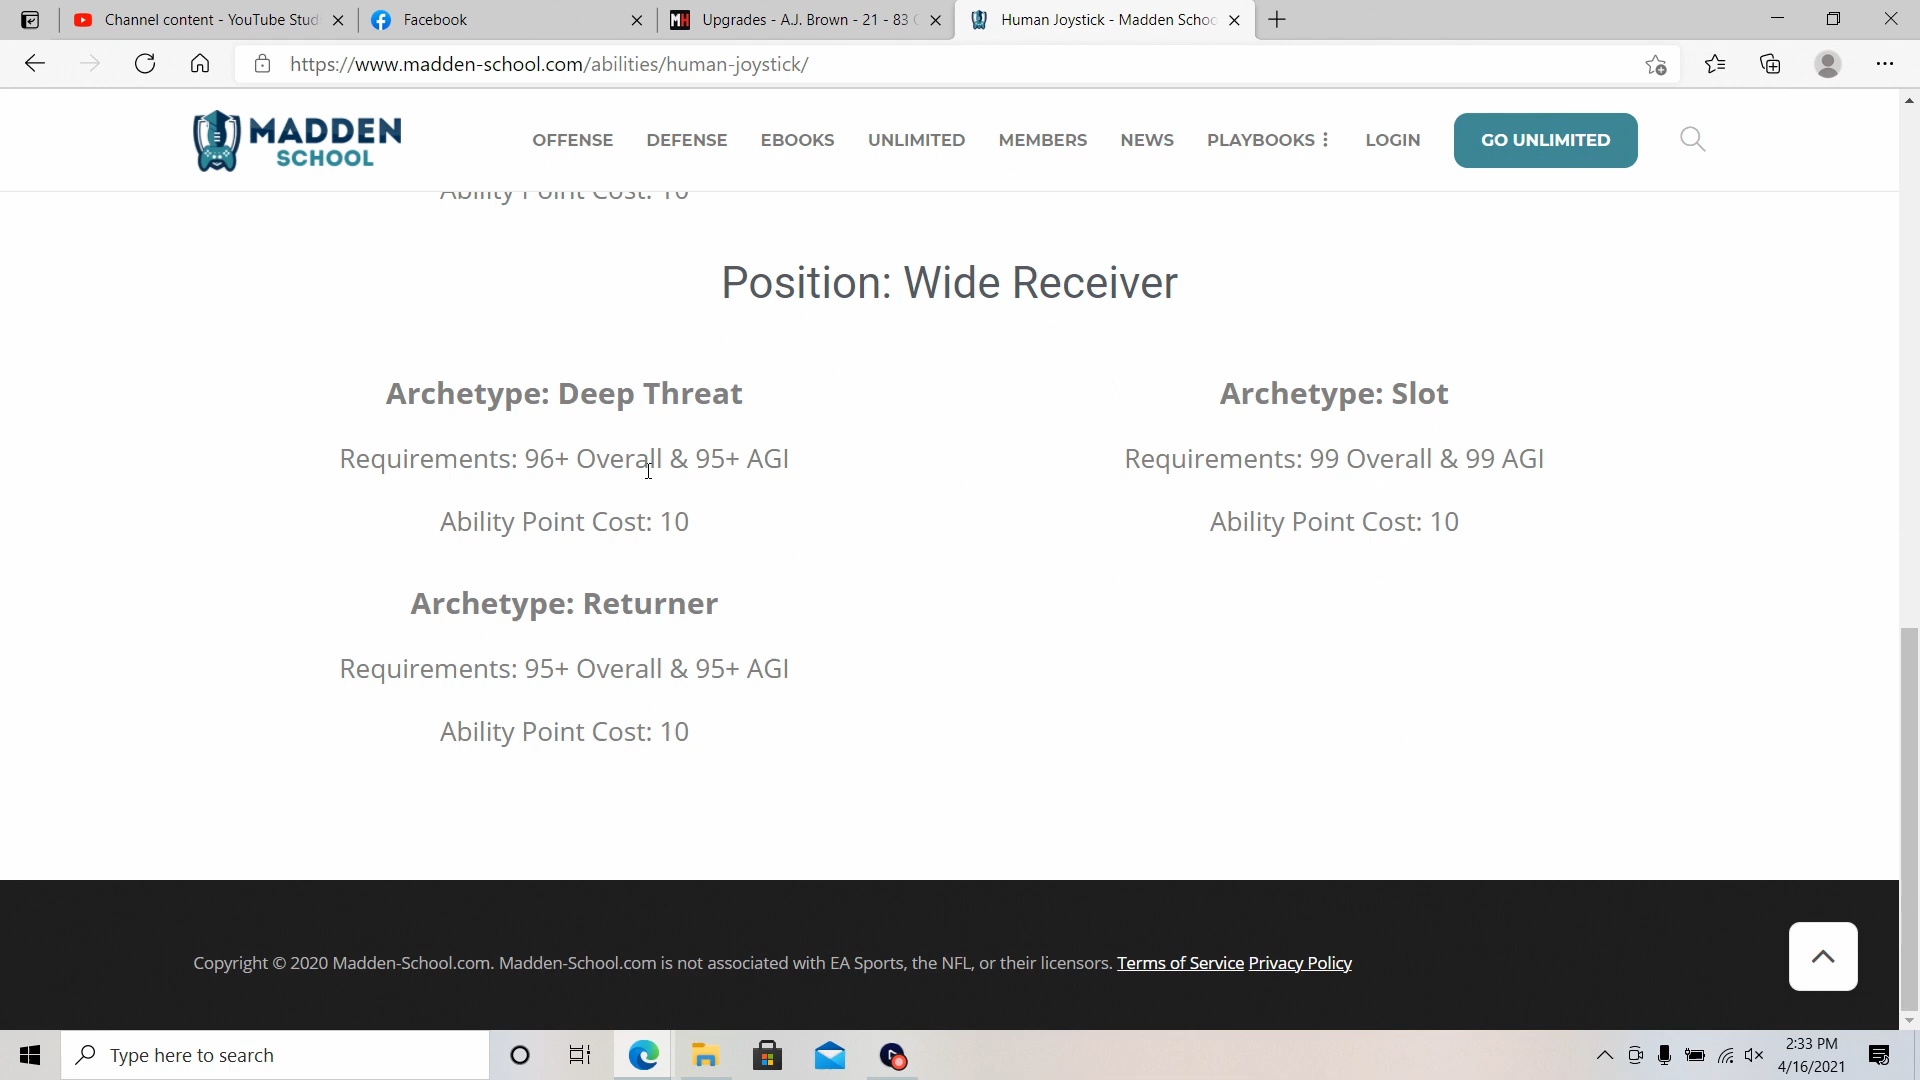 Channel content - YouTube Stud
Facebook
Upgrades - A.J. Brown - 21 - 83
Human Joystick - Madden Schoo
https://www.madden-school.com/abilities/human-joystick/
MADDEN
SCHOOL
OFFENSE
DEFENSE
EBOOKS
UNLIMITED
MEMBERS
NEWS
PLAYBOOKS
LOGIN
GO UNLIMITED
Ability Point Cost: 10
Position: Wide Receiver
Archetype: Deep Threat
Requirements: 96+ Overall & 95+ AGI
Ability Point Cost: 10
Archetype: Slot
Requirements: 99 Overall & 99 AGI
Ability Point Cost: 10
Archetype: Returner
Requirements: 95+ Overall & 95+ AGI
Ability Point Cost: 10
Copyright © 2020 Madden-School.com. Madden-School.com is not associated with EA Sports, the NFL, or their licensors. Terms of Service Privacy Policy
Type here to search
2:33 PM
4/16/2021